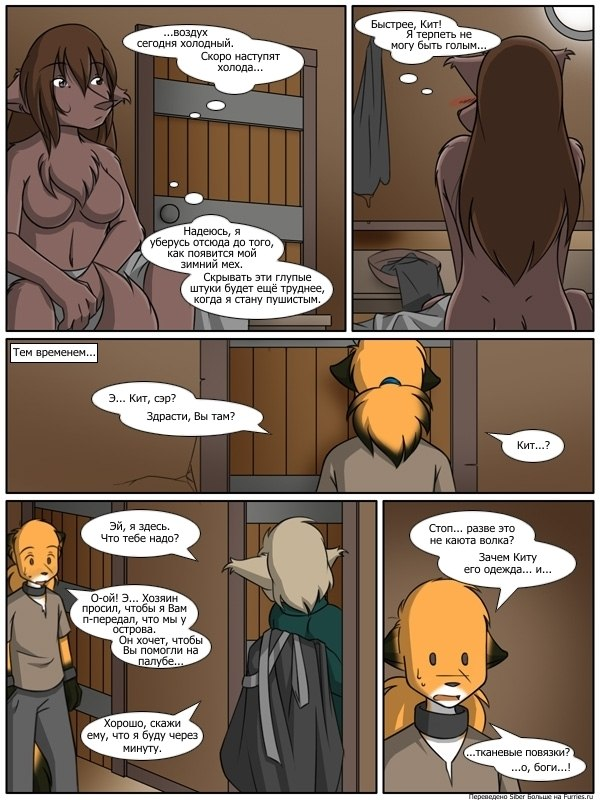 ...воздух
сегодня холодный.
Скоро наступят
холода...
Надеюсь, я
уберусь отсюда до того,
как появится мой
зимний мех.
Скрывать эти глупые
штуки будет ещё труднее,
когда я стану пушистым.
Быстрее, Кит!
Я терпеть не
могу быть голым...
Тем временем...
Э... Кит, сэр?
Здрасти, Вы там?
Кит...?
Эй, я здесь.
Что тебе надо?
О-ой! Э... Хозяин
просил, чтобы я Вам
п-передал, что мы у
острова.
Он хочет, чтобы
Вы помогли на
палубе...
Хорошо, скажи
ему, что я буду через
минуту.
Стоп... разве это
не каюта волка?
Зачем Киту
его одежда... и...
...тканевые повязки?
...о, боги...!
Переведено Siber Больше на Furries.ru